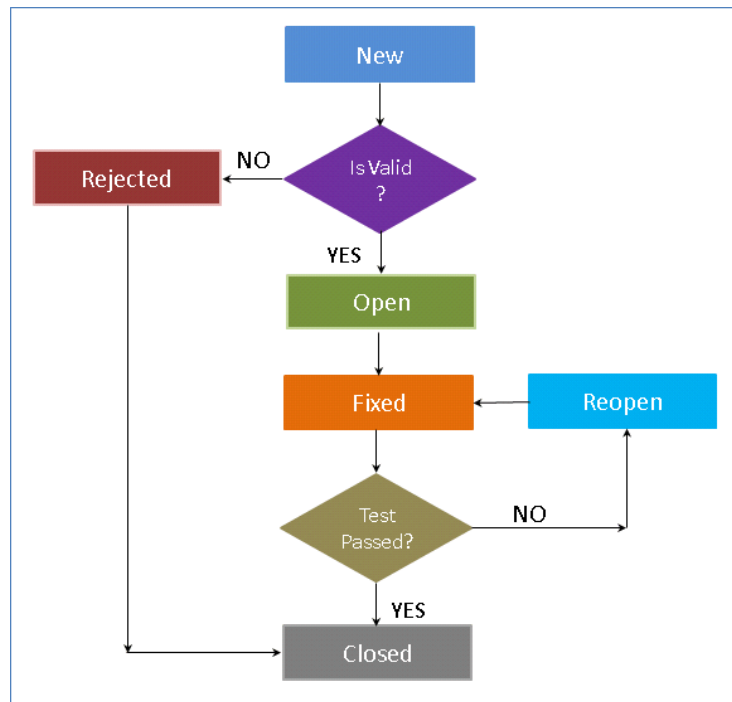 New
NO
Is Valid
?
Rejected
YES
Open
Fixed
Reopen
Test
Passed?
NO
YES
Closed